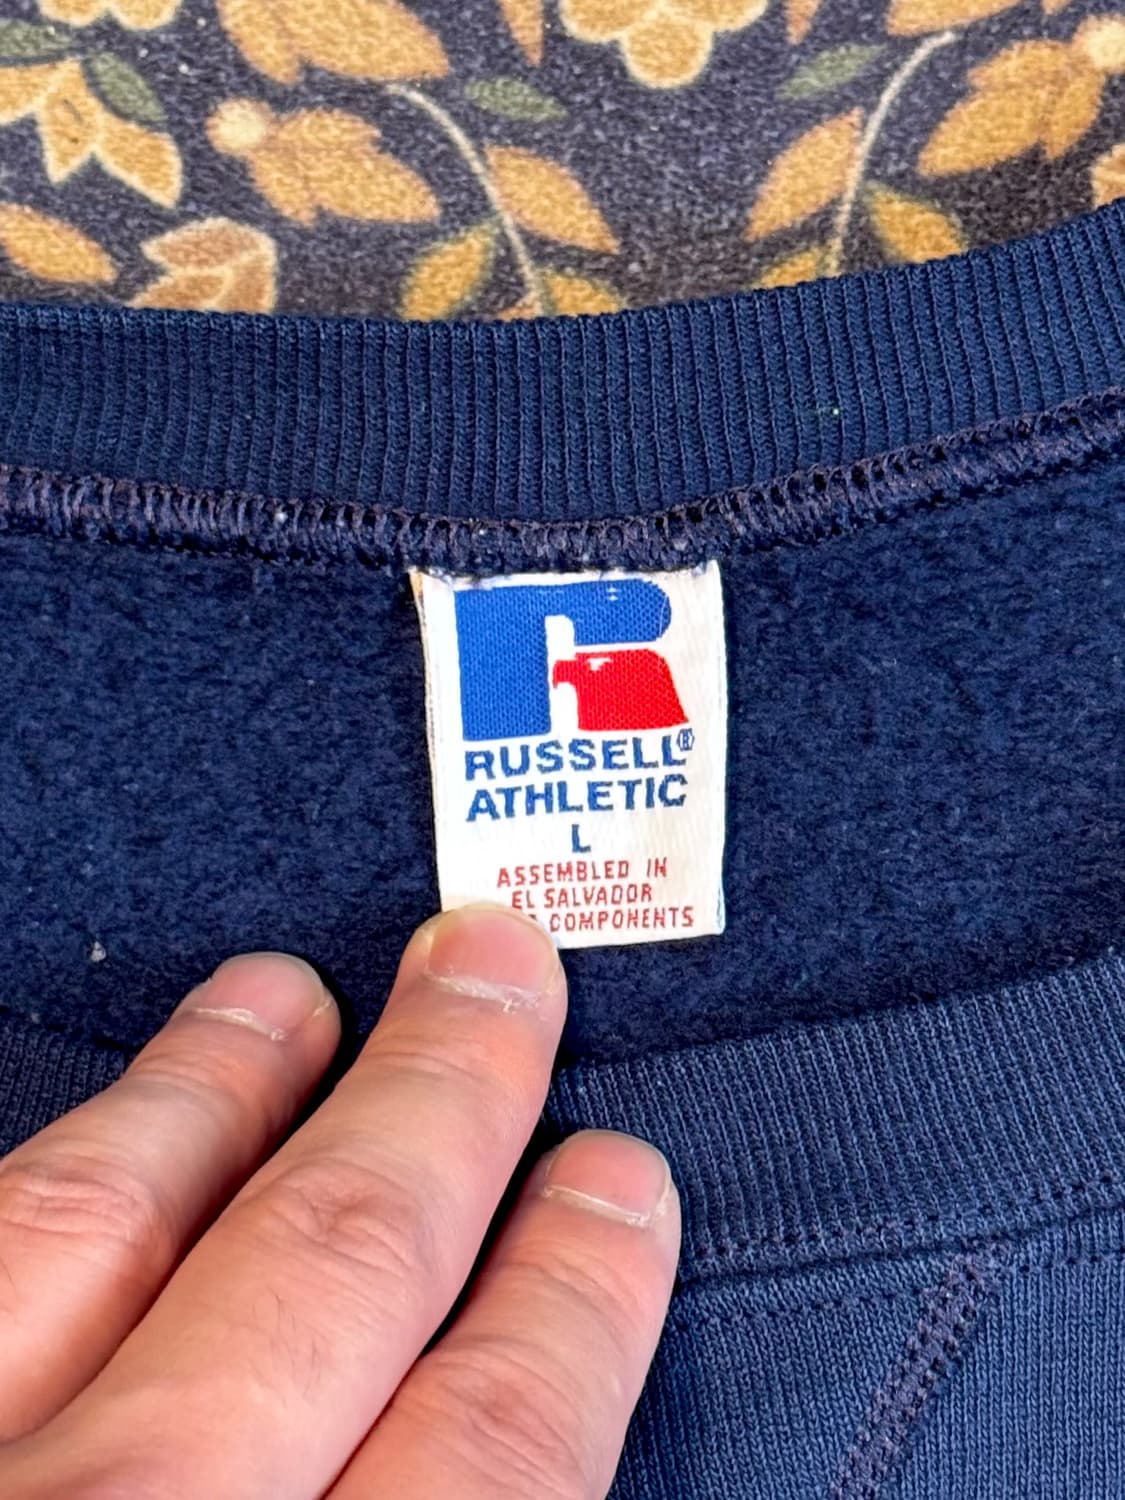 R
RUSSELL®
ATHLETIC
L
ASSEMBLED IN
EL SALVADOR
COMPONENTS